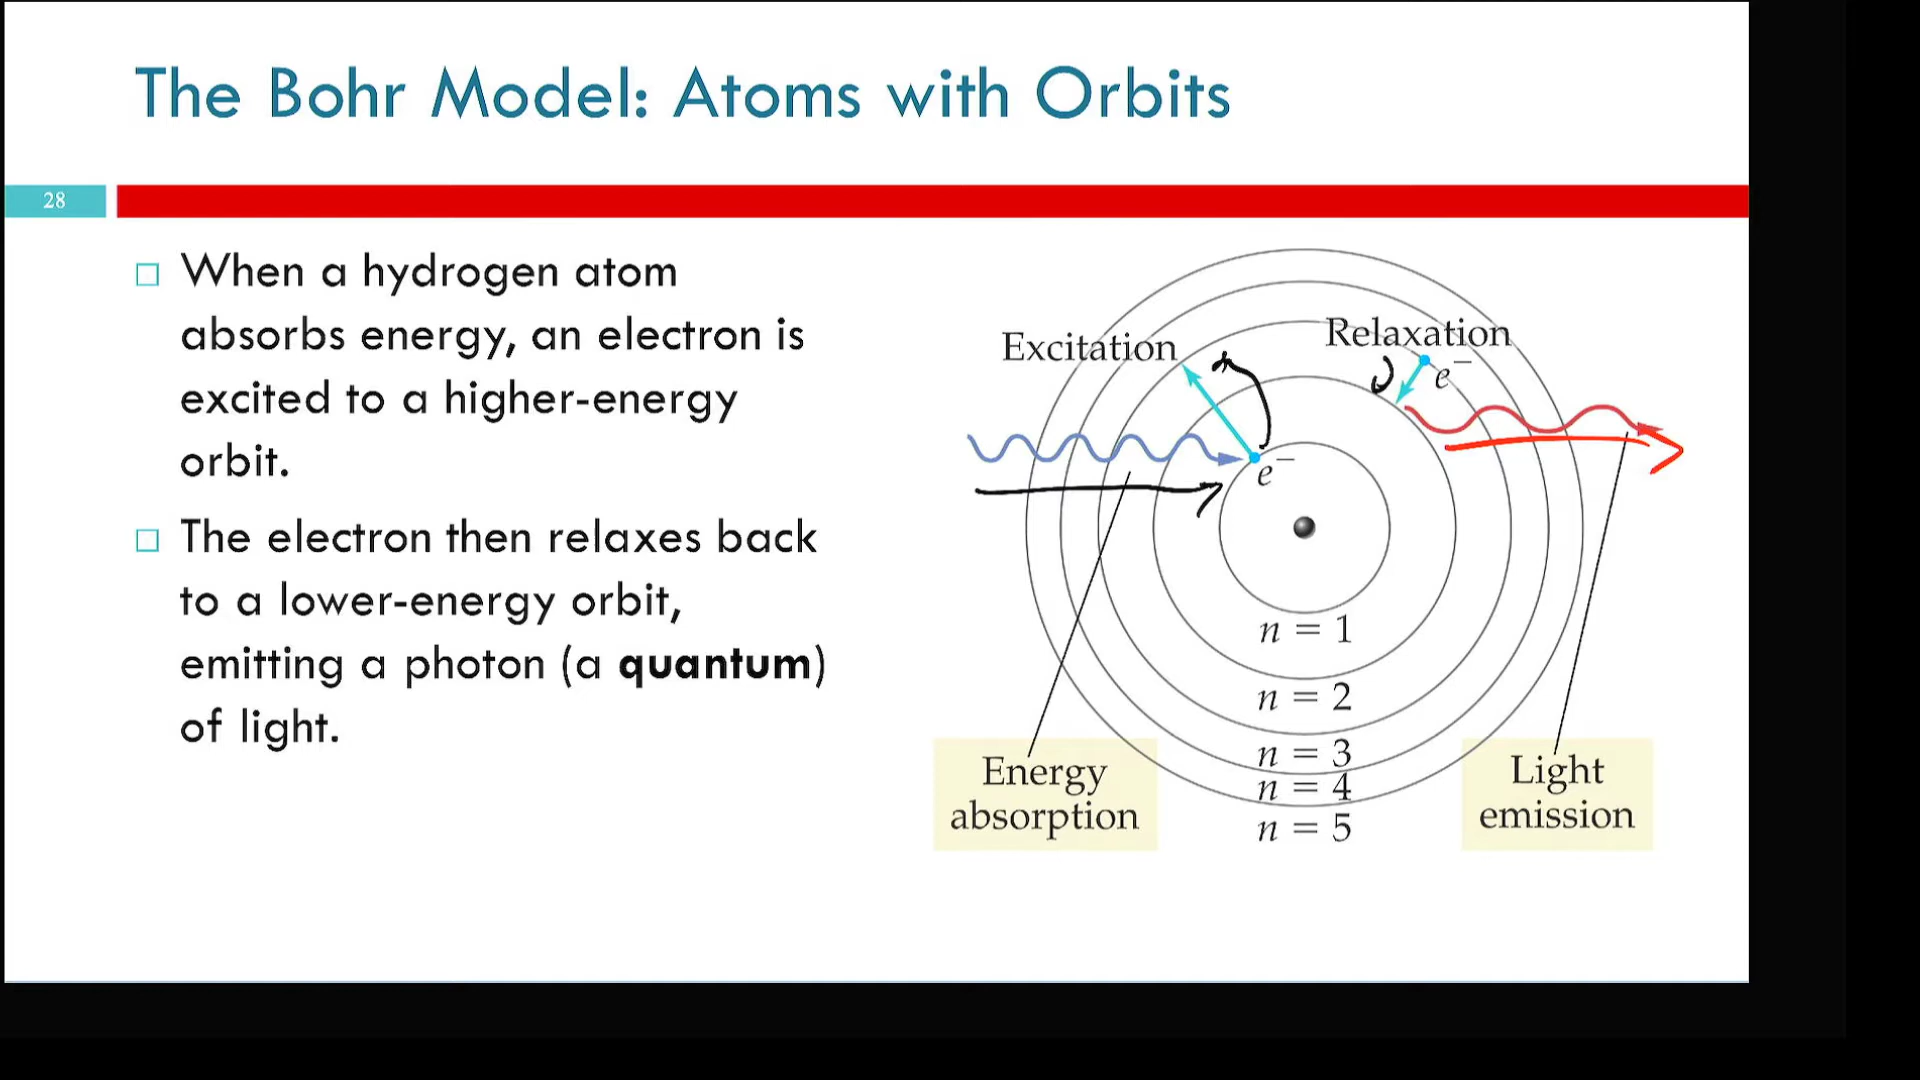 The Bohr Model: Atoms with Orbits
28
When a hydrogen atom
absorbs energy, an electron is
excited to a higher-energy
orbit.
The electron then relaxes back
to a lower-energy orbit,
emitting a photon (a quantum)
of light.
Excitation
Relaxation
e⁻
e⁻
n = 1
n = 2
n = 3
n = 4
n = 5
Energy
absorption
Light
emission